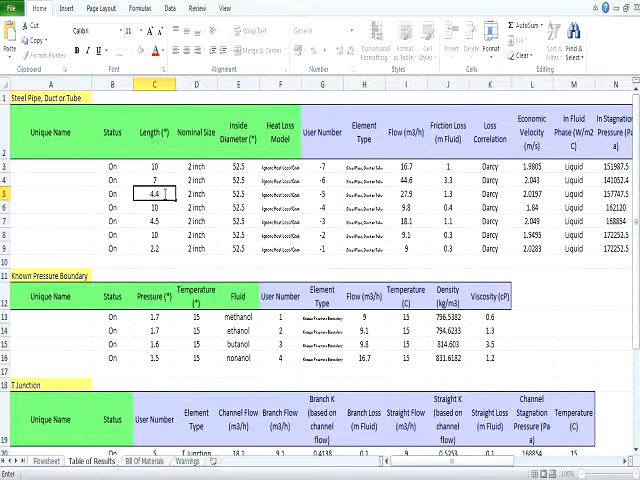 File Home Insert Page Layout Formulas Data Review View
Cut
Copy
Paste
Clipboard
Calibri 11
B I U
Font
Wrap Text
Merge & Center
Alignment
General
Number
Conditional Formatting
Format as Table
Cell Styles
Styles
Insert Delete Format
Cells
AutoSum
Fill
Clear
Sort & Filter
Find & Select
Editing
A B C D E F G H I J K L M N
1 Steel Pipe, Duct or Tube
2 Unique Name Status Length (*) Nominal Size Inside Diameter (*) Heat Loss Model User Number Element Type Flow (m3/h) Friction Loss (m Fluid) Loss Correlation Economic Velocity (m/s) In Fluid Phase (W/m2 C) In Stagnation Pressure (Pa a)
3 On 10 2 inch 52.5 Ignore Heat Loss/Gain -7 Steel Pipe, Duct or Tube 16.7 1 Darcy 1.9805 Liquid 151987.5
4 On 7 2 inch 52.5 Ignore Heat Loss/Gain -6 Steel Pipe, Duct or Tube 44.6 3.3 Darcy 2.043 Liquid 141052.4
5 On 4.4 2 inch 52.5 Ignore Heat Loss/Gain -5 Steel Pipe, Duct or Tube 27.9 1.3 Darcy 2.0197 Liquid 157747.5
6 On 10 2 inch 52.5 Ignore Heat Loss/Gain -4 Steel Pipe, Duct or Tube 9.8 0.4 Darcy 1.84 Liquid 162120
7 On 4.5 2 inch 52.5 Ignore Heat Loss/Gain -3 Steel Pipe, Duct or Tube 18.1 1.1 Darcy 2.049 Liquid 168854
8 On 10 2 inch 52.5 Ignore Heat Loss/Gain -2 Steel Pipe, Duct or Tube 9.1 0.3 Darcy 1.9495 Liquid 172252.5
9 On 2.2 2 inch 52.5 Ignore Heat Loss/Gain -1 Steel Pipe, Duct or Tube 9 0.3 Darcy 2.0283 Liquid 172252.5
10
11 Known Pressure Boundary
12 Unique Name Status Pressure (*) Temperature (*) Fluid User Number Element Type Flow (m3/h) Temperature (C) Density (kg/m3) Viscosity (cP)
13 On 1.7 15 methanol 1 Known Pressure Boundary 9 15 796.5382 0.6
14 On 1.7 15 ethanol 2 Known Pressure Boundary 9.1 15 794.6233 1.3
15 On 1.6 15 butanol 3 Known Pressure Boundary 9.8 15 814.603 3.5
16 On 1.5 15 nonanol 4 Known Pressure Boundary 16.7 15 831.6182 1.2
17
18 T Junction
19 Unique Name Status User Number Element Type Channel Flow (m3/h) Branch Flow (m3/h) Branch K (based on channel flow) Branch Loss (m Fluid) Straight Flow (m3/h) Straight K (based on channel flow) Straight Loss (m Fluid) Channel Stagnation Pressure (Pa a) Temperature (C)
20 On 5 T Junction 18.1 9.1 0.4138 0.1 9 0.5253 0.1 168854 15
Flowsheet Table of Results Bill Of Materials Warnings
Enter 100%